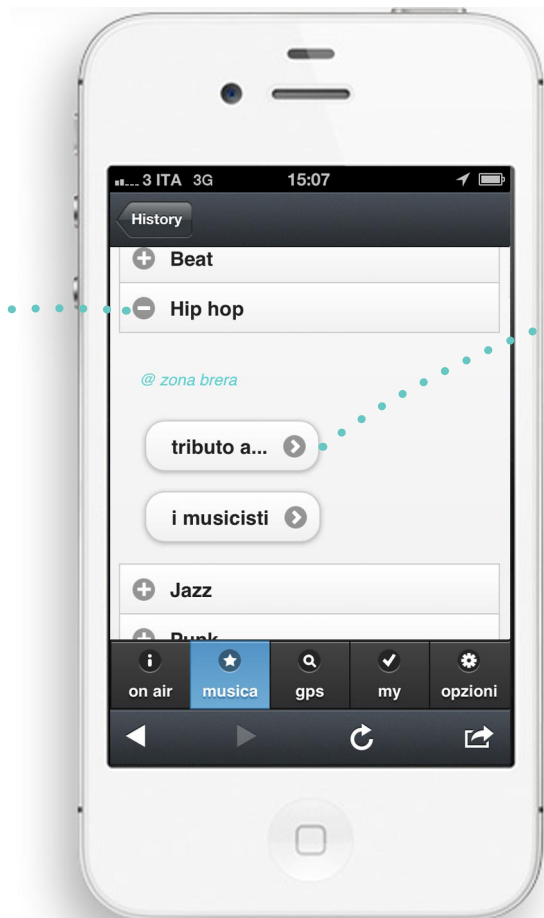 3 ITA 3G 15:07
History
Beat
Hip hop
@ zona brera
tributo a...
i musicisti
Jazz
Punk
on air musica gps my opzioni